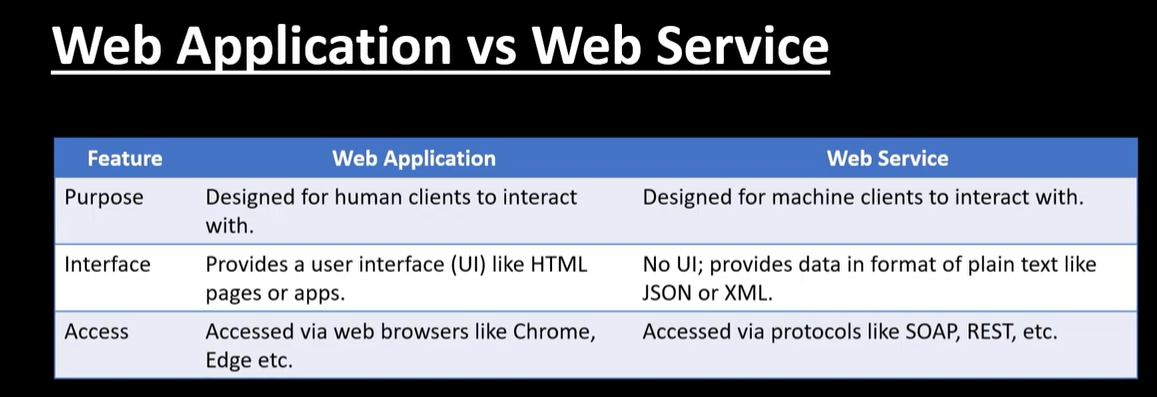 Web Application vs Web Service
Feature Web Application Web Service
Purpose Designed for human clients to interact Designed for machine clients to interact with.
with.
Interface Provides a user interface (UI) like HTML No UI; provides data in format of plain text like
pages or apps. JSON or XML.
Access Accessed via web browsers like Chrome, Accessed via protocols like SOAP, REST, etc.
Edge etc.